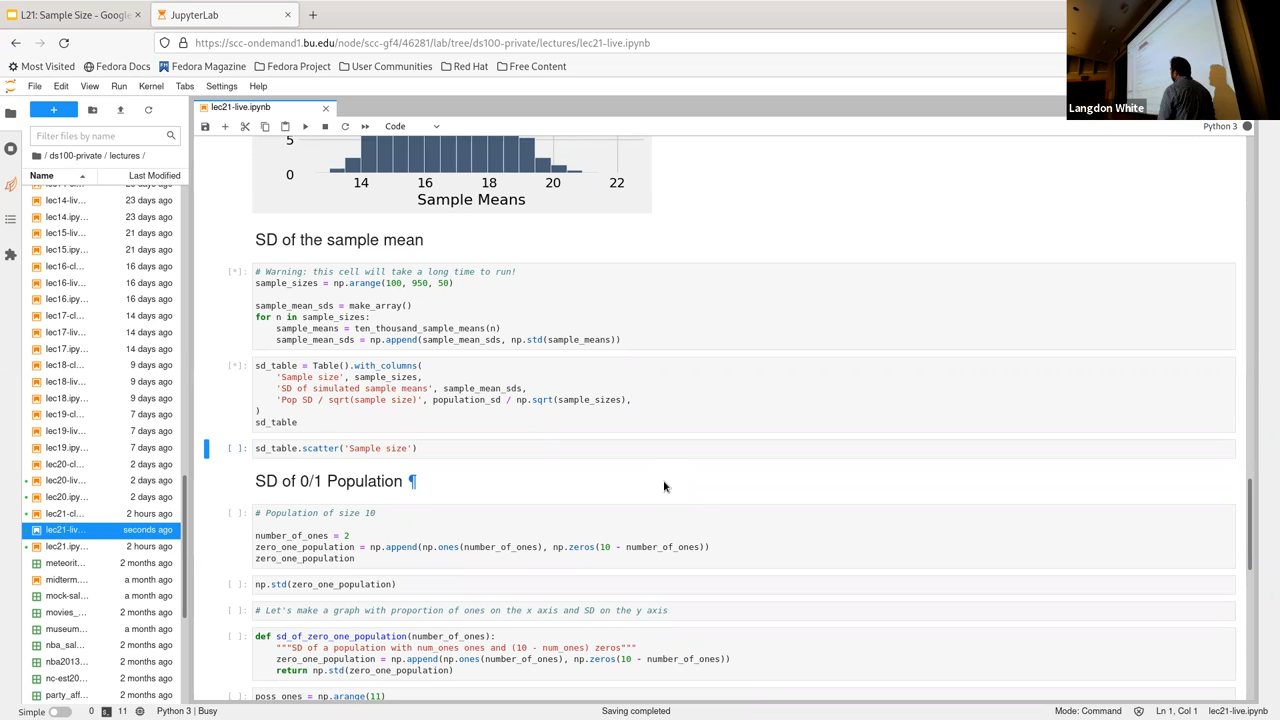 L21: Sample Size - Google
JupyterLab
https://scc-ondemand1.bu.edu/node/scc-gf4/46281/lab/tree/ds100-private/lectures/lec21-live.ipynb
Most Visited
Fedora Docs
Fedora Magazine
Fedora Project
User Communities
Red Hat
Free Content
Langdon White
File Edit View Run Kernel Tabs Settings Help
lec21-live.ipynb
Filter files by name
/ ds100-private / lectures /
Name Last Modified
23 days ago
lec14-liv... 23 days ago
lec14.ipy... 23 days ago
lec15-liv... 21 days ago
lec15.ipy... 21 days ago
lec16-cl... 16 days ago
lec16-liv... 16 days ago
lec16.ipy... 16 days ago
lec17-cl... 14 days ago
lec17-liv... 14 days ago
lec17.ipy... 14 days ago
lec18-cl... 9 days ago
lec18-liv... 9 days ago
lec18.ipy... 9 days ago
lec19-cl... 7 days ago
lec19-liv... 7 days ago
lec19.ipy... 7 days ago
lec20-cl... 2 days ago
lec20-liv... 2 days ago
lec20.ipy... 2 days ago
lec21-cl... 2 hours ago
lec21-liv... seconds ago
lec21.ipy... 2 hours ago
meteorit... 2 months ago
midterm.... a month ago
mock-sal... a month ago
movies_... 2 months ago
museum... a month ago
nba_sal... 2 months ago
nba2013... 2 months ago
nc-est20... 2 months ago
party_aff... 2 months ago
Code
Python 3
5
0
14 16 18 20 22
Sample Means
SD of the sample mean
[*]: # Warning: this cell will take a long time to run!
sample_sizes = np.arange(100, 950, 50)
sample_mean_sds = make_array()
for n in sample_sizes:
    sample_means = ten_thousand_sample_means(n)
    sample_mean_sds = np.append(sample_mean_sds, np.std(sample_means))
[*]: sd_table = Table().with_columns(
    'Sample size', sample_sizes,
    'SD of simulated sample means', sample_mean_sds,
    'Pop SD / sqrt(sample size)', population_sd / np.sqrt(sample_sizes),
)
sd_table
[ ]: sd_table.scatter('Sample size')
SD of 0/1 Population ¶
[ ]: # Population of size 10
number_of_ones = 2
zero_one_population = np.append(np.ones(number_of_ones), np.zeros(10 - number_of_ones))
zero_one_population
[ ]: np.std(zero_one_population)
[ ]: # Let's make a graph with proportion of ones on the x axis and SD on the y axis
[ ]: def sd_of_zero_one_population(number_of_ones):
    """SD of a population with num_ones ones and (10 - num_ones) zeros"""
    zero_one_population = np.append(np.ones(number_of_ones), np.zeros(10 - number_of_ones))
    return np.std(zero_one_population)
[ ]: poss_ones = np.arange(11)
Simple 0 11 Python 3 | Busy
Saving completed
Mode: Command Ln 1, Col 1 lec21-live.ipynb